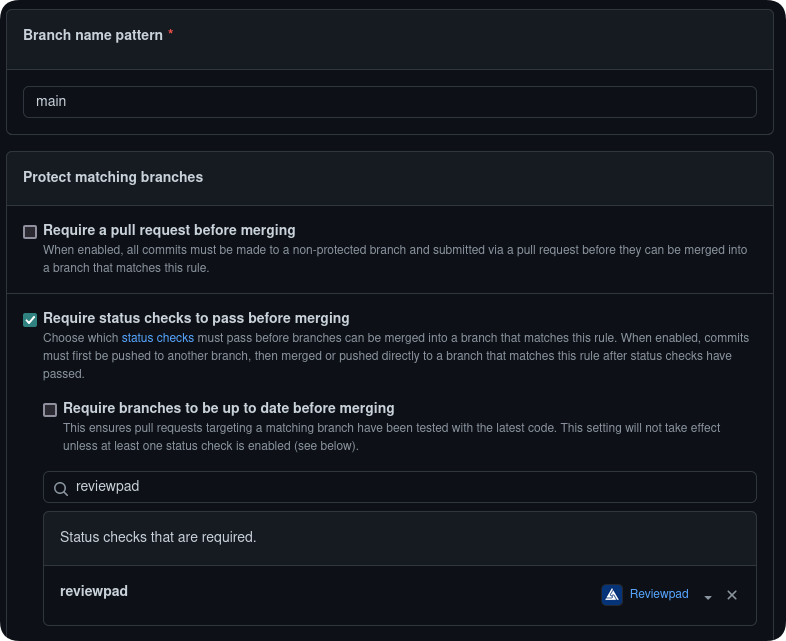 Branch name pattern *
main
Protect matching branches
Require a pull request before merging
When enabled, all commits must be made to a non-protected branch and submitted via a pull request before they can be merged into
a branch that matches this rule.
Require status checks to pass before merging
Choose which status checks must pass before branches can be merged into a branch that matches this rule. When enabled, commits
must first be pushed to another branch, then merged or pushed directly to a branch that matches this rule after status checks have
passed.
Require branches to be up to date before merging
This ensures pull requests targeting a matching branch have been tested with the latest code. This setting will not take effect
unless at least one status check is enabled (see below).
reviewpad
Status checks that are required.
reviewpad Reviewpad